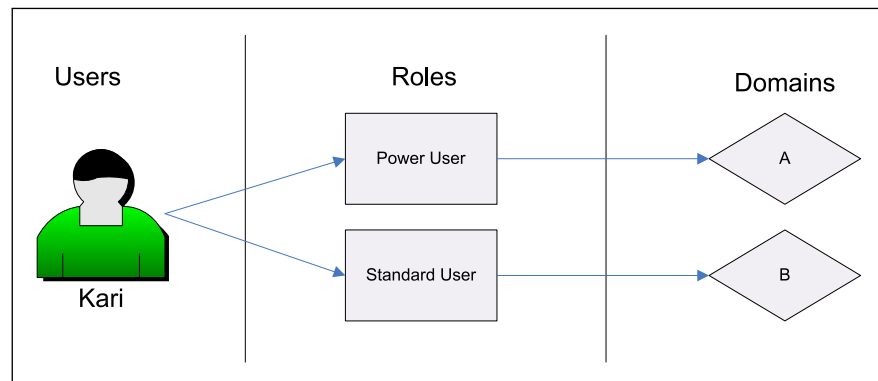 Users
Roles
Domains
Power User
A
Standard User
B
Kari